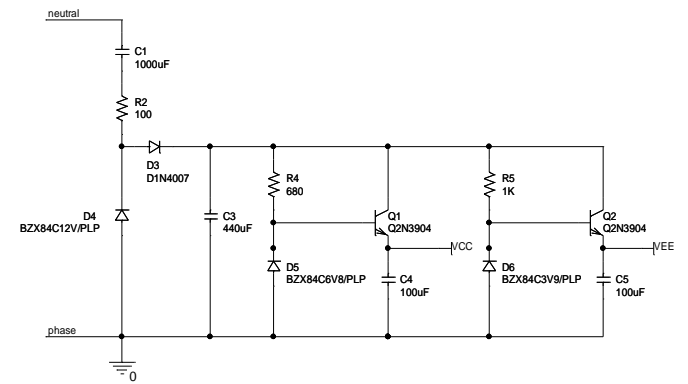 neutral
C1
1000uF
R2
100
D3
D1N4007
R4
680
R5
1K
D4
BZX84C12V/PLP
C3
440uF
Q1
Q2N3904
Q2
Q2N3904
VCC
VEE
D5
BZX84C6V8/PLP
C4
100uF
D6
BZX84C3V9/PLP
C5
100uF
phase
0